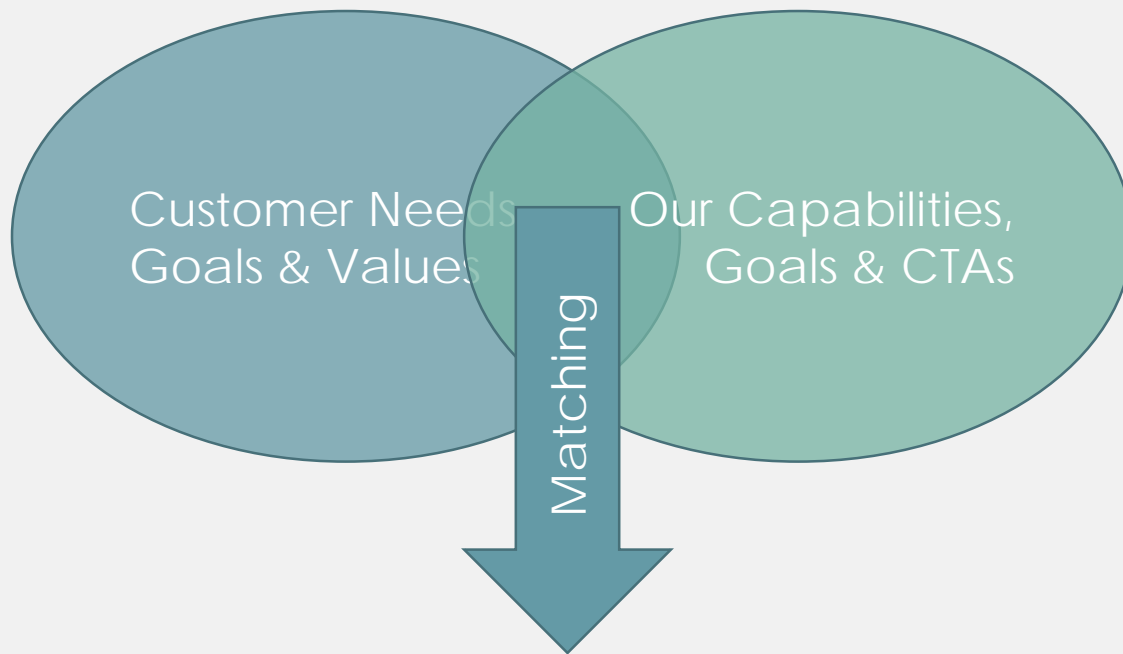 Customer Needs
Goals & Values
Our Capabilities,
Goals & CTAs
Matching